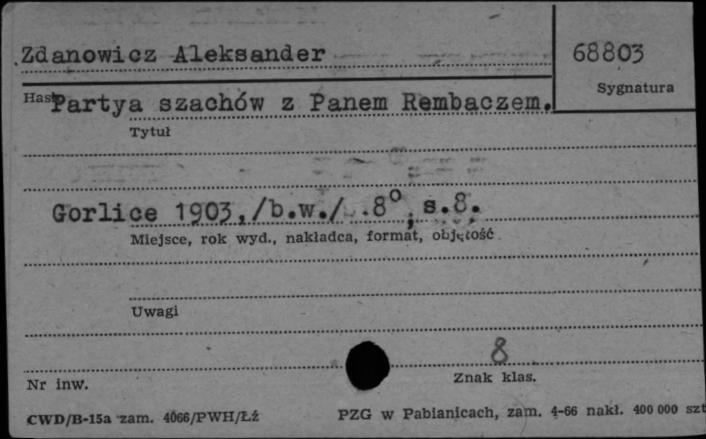 Zdanowicz Aleksander
68803
Sygnatura
Hasło Partya szachów z Panem Rembaczem.
Tytuł
Gorlice 1903, /b.w./ .8°, s.8.
Miejsce, rok wyd., nakładca, format, objętość
Uwagi
8
Nr inw.
Znak klas.
CWD/B-15a zam. 4066/PWH/Łź
PZG w Pabianicach, zam. 4-66 nakł. 400 000 szt